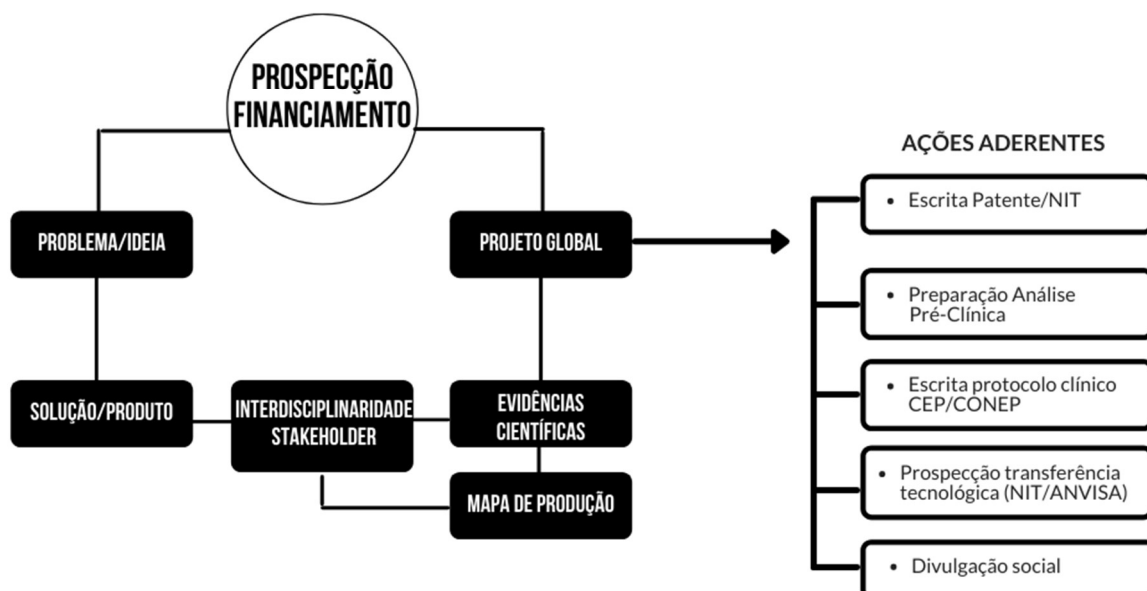 PROSPECÇÃO
FINANCIAMENTO
PROBLEMA/IDEIA
PROJETO GLOBAL
SOLUÇÃO/PRODUTO
INTERDISCIPLINARIDADE
STAKEHOLDER
EVIDÊNCIAS
CIENTÍFICAS
MAPA DE PRODUÇÃO
AÇÕES ADERENTES
• Escrita Patente/NIT
• Preparação Análise
Pré-Clínica
• Escrita protocolo clínico
CEP/CONEP
• Prospecção transferência
tecnológica (NIT/ANVISA)
• Divulgação social